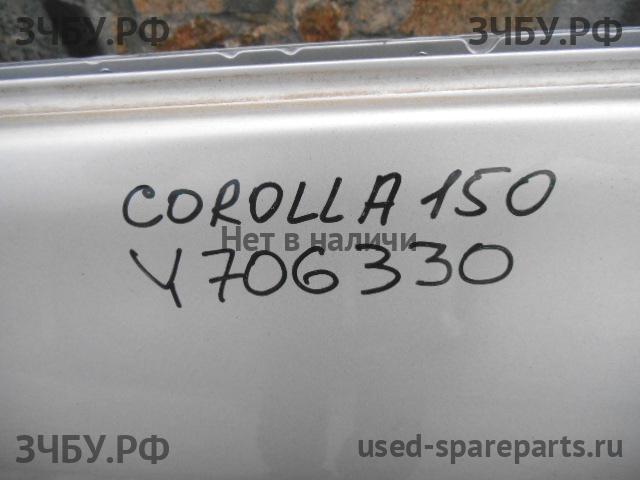 ЗЧБУ.РФ ЗЧБУ.РФ
COROLLA 150
Нет в наличи
Y706330
ЗЧБУ.РФ used-spareparts.ru